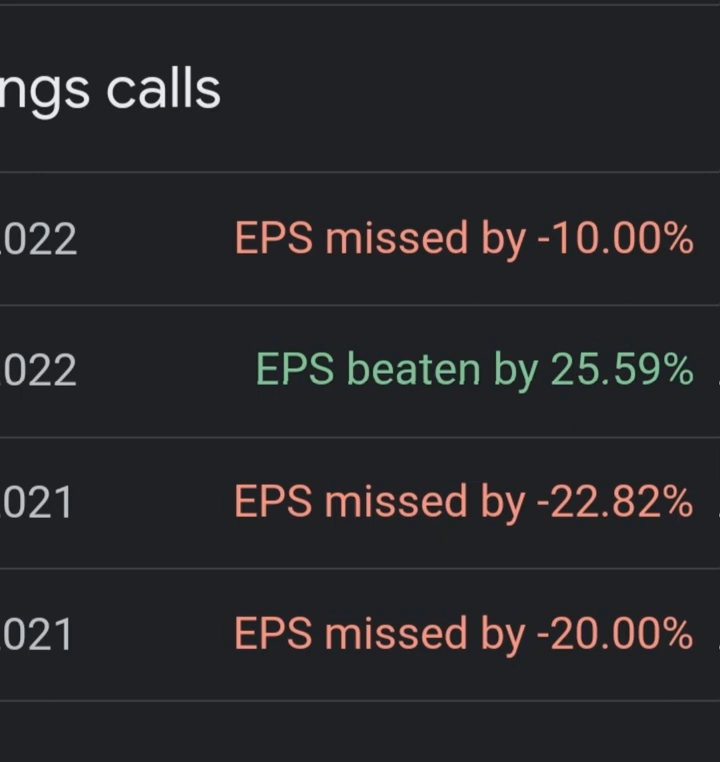 ngs calls
022 EPS missed by -10.00%
022 EPS beaten by 25.59%
021 EPS missed by -22.82%
021 EPS missed by -20.00%